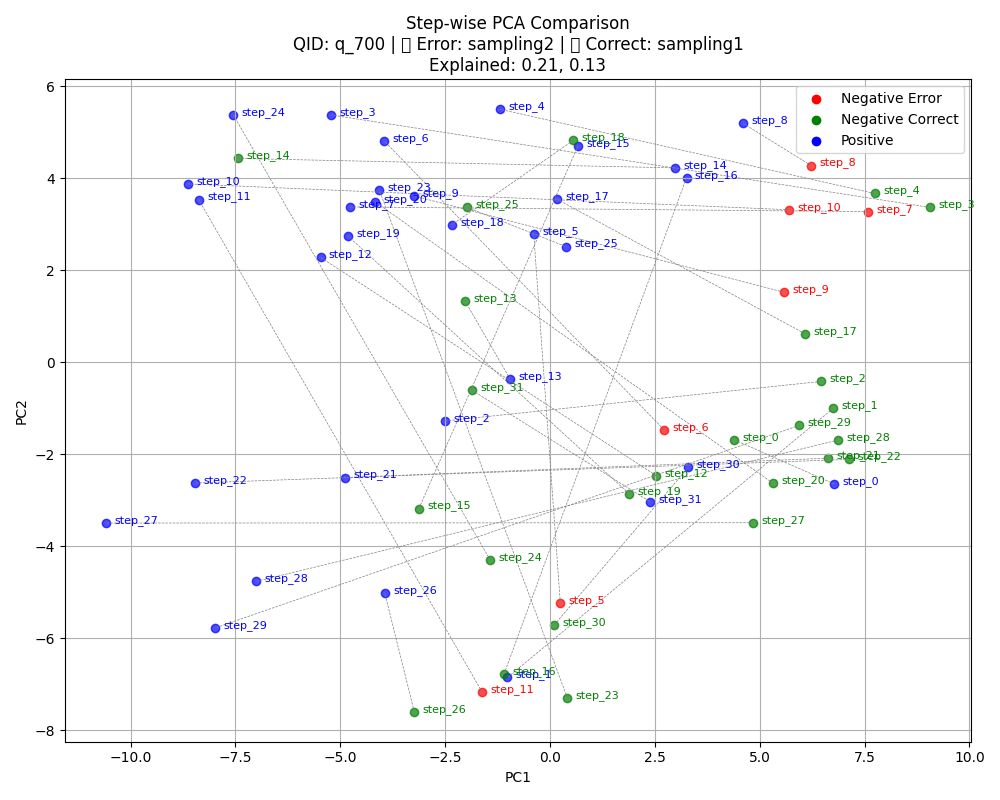 Step-wise PCA Comparison
QID: q_700 | ▯ Error: sampling2 | ▯ Correct: sampling1
Explained: 0.21, 0.13
Negative Error
Negative Correct
Positive
step_24
step_3
step_4
step_8
step_6
step_18
step_15
step_14
step_8
step_14
step_16
step_10
step_23
step_9
step_11
step_20
step_7
step_17
step_4
step_25
step_10
step_7
step_3
step_18
step_19
step_5
step_25
step_12
step_9
step_13
step_17
step_13
step_31
step_2
step_2
step_1
step_29
step_6
step_0
step_28
step_21
step_22
step_30
step_12
step_21
step_22
step_20
step_0
step_19
step_31
step_15
step_27
step_27
step_24
step_28
step_26
step_5
step_29
step_30
step_16
step_1
step_11
step_23
step_26
6
4
2
0
−2
−4
−6
−8
PC2
−10.0
−7.5
−5.0
−2.5
0.0
2.5
5.0
7.5
10.0
PC1